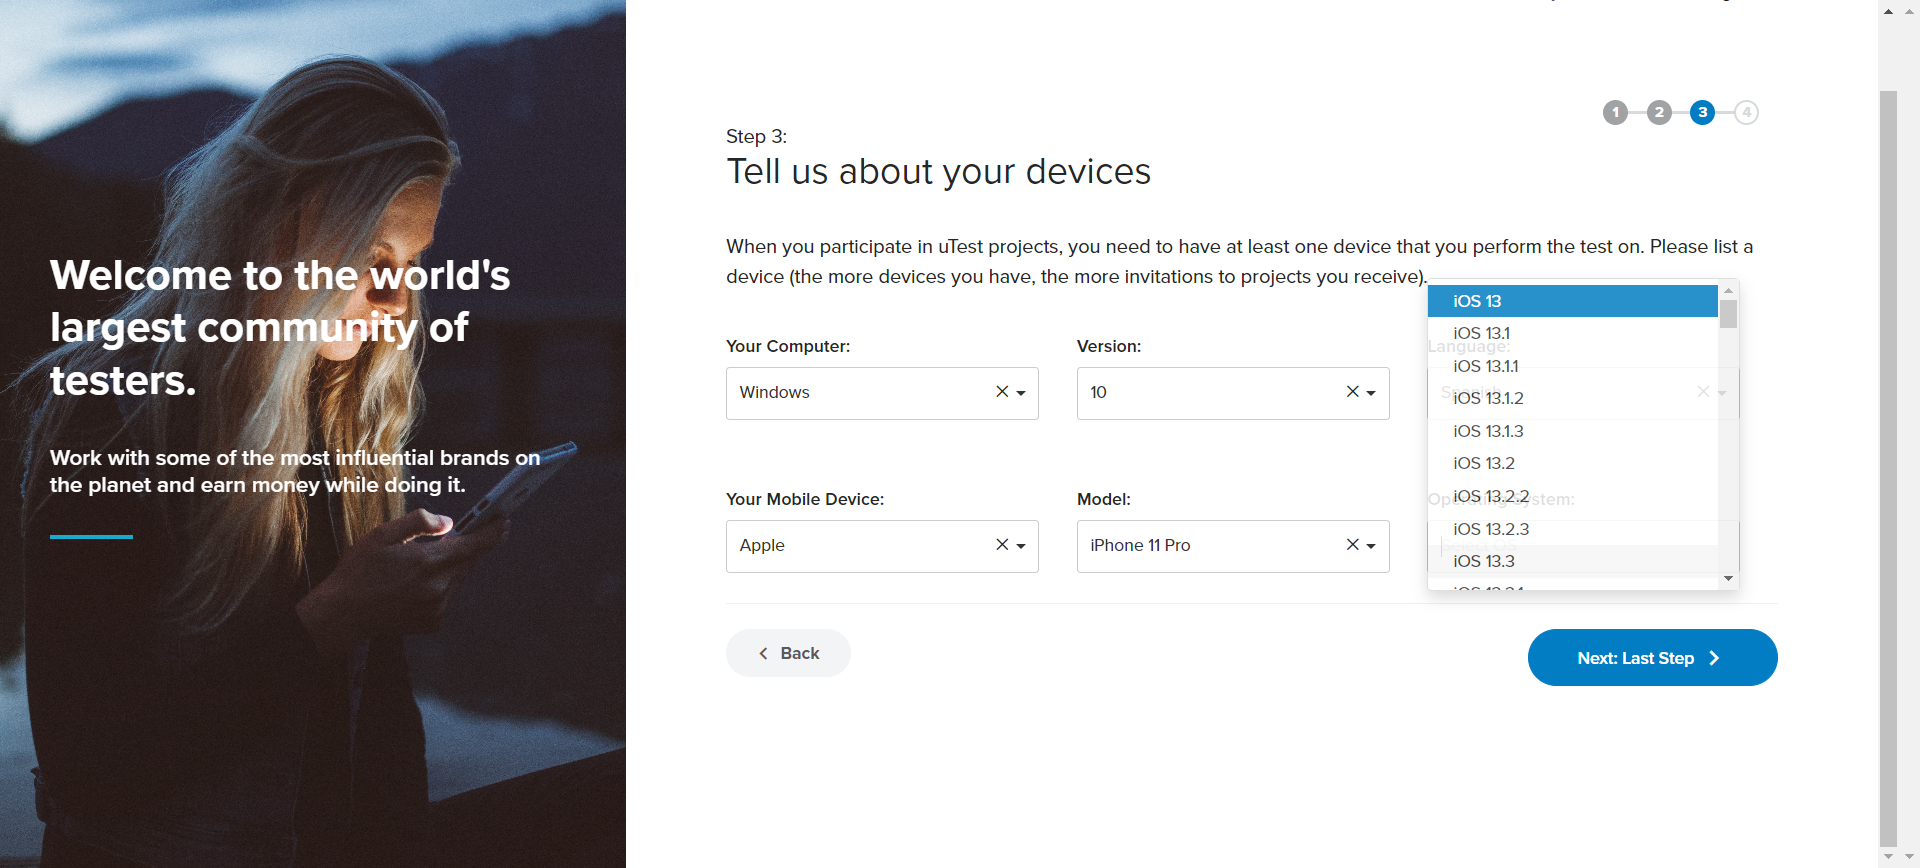 Welcome to the world's
largest community of
testers.
Work with some of the most influential brands on
the planet and earn money while doing it.
1 2 3 4
Step 3:
Tell us about your devices
When you participate in uTest projects, you need to have at least one device that you perform the test on. Please list a
device (the more devices you have, the more invitations to projects you receive).
Your Computer:
Windows
Version:
10
Language:
Spanish
Your Mobile Device:
Apple
Model:
iPhone 11 Pro
Operating System:
Select OS
iOS 13
iOS 13.1
iOS 13.1.1
iOS 13.1.2
iOS 13.1.3
iOS 13.2
iOS 13.2.2
iOS 13.2.3
iOS 13.3
iOS 13.3.1
Back
Next: Last Step